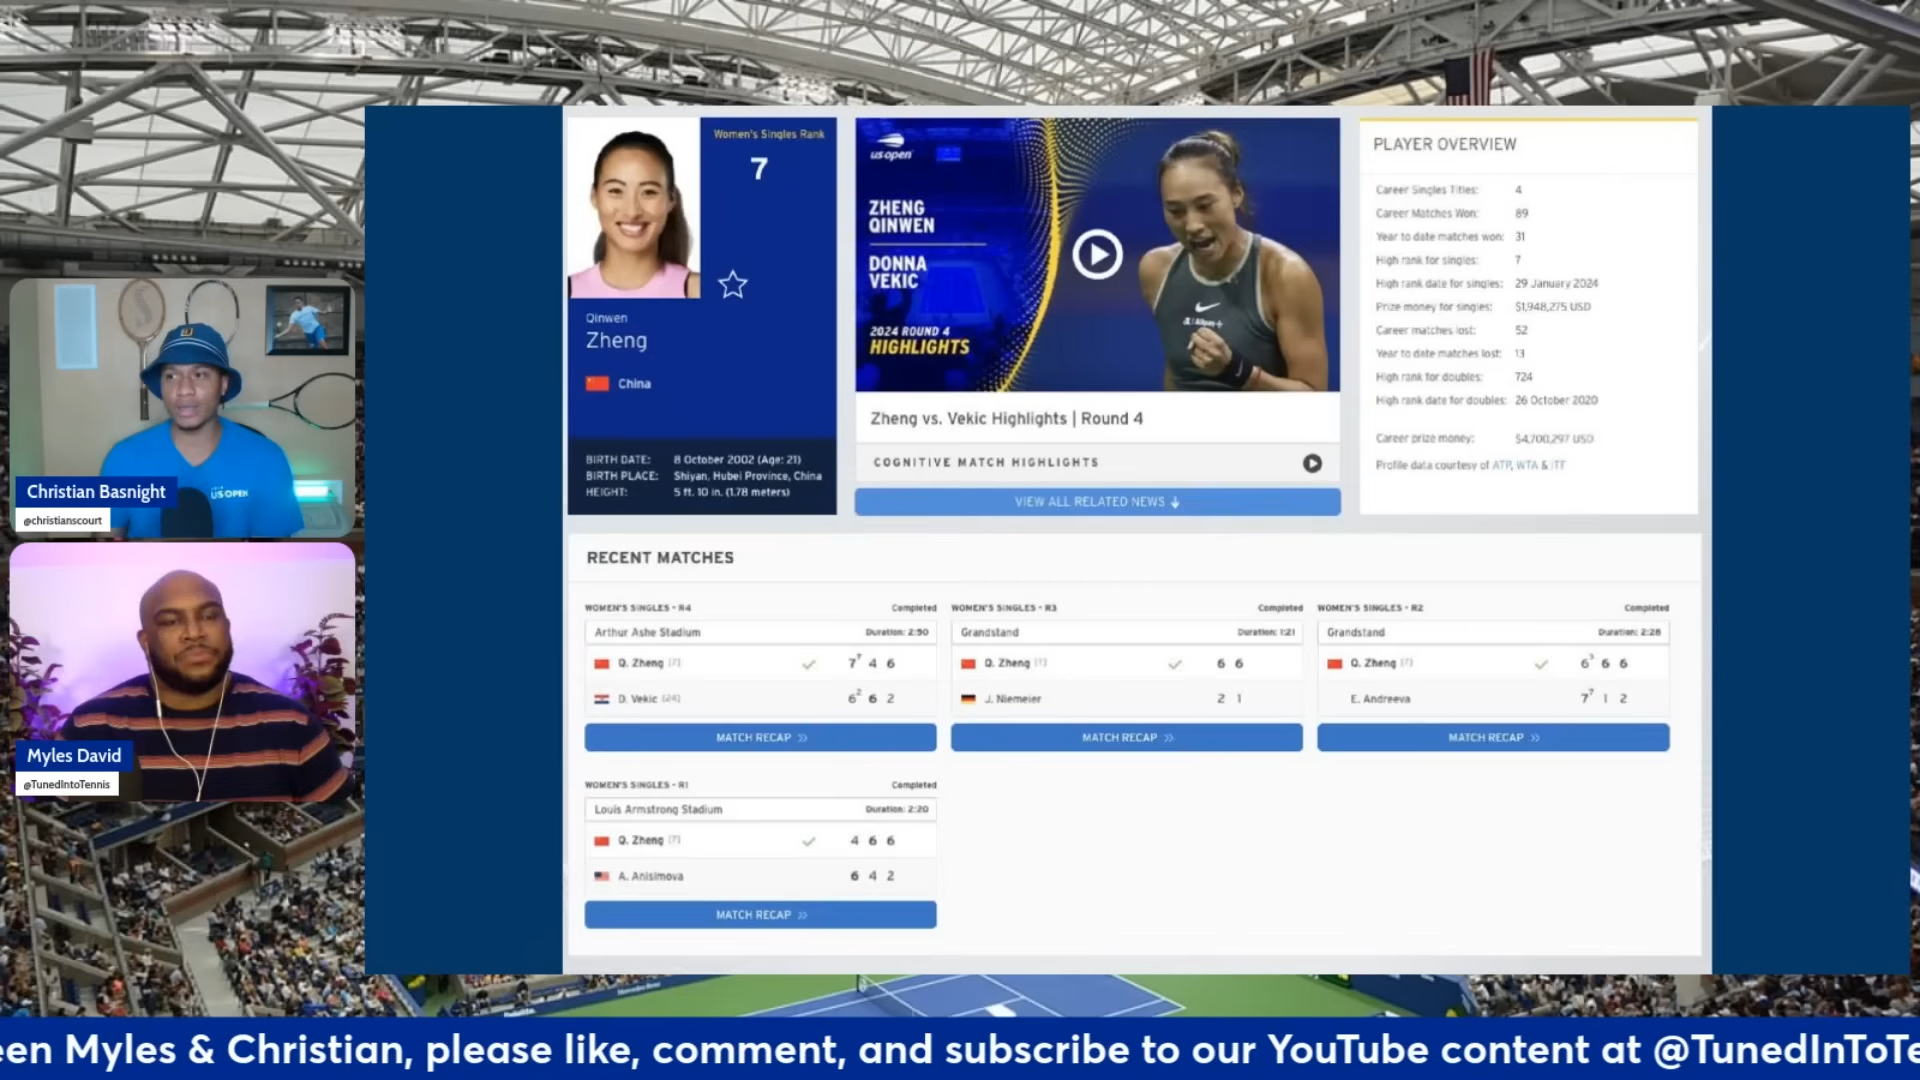 Women's Singles Rank
7
Qinwen
Zheng
China
BIRTH DATE: 8 October 2002 (Age: 21)
BIRTH PLACE: Shiyan, Hubei Province, China
HEIGHT: 5 ft. 10 in. (1.78 meters)
us open
ZHENG
QINWEN
DONNA
VEKIC
2024 ROUND 4
HIGHLIGHTS
Zheng vs. Vekic Highlights | Round 4
COGNITIVE MATCH HIGHLIGHTS
VIEW ALL RELATED NEWS
PLAYER OVERVIEW
Career Singles Titles: 4
Career Matches Won: 89
Year to date matches won: 31
High rank for singles: 7
High rank date for singles: 29 January 2024
Prize money for singles: $1,948,275 USD
Career matches lost: 52
Year to date matches lost: 13
High rank for doubles: 724
High rank date for doubles: 26 October 2020
Career prize money: $4,700,297 USD
Profile data courtesy of ATP, WTA & ITF
US OPEN
Christian Basnight
@christianscourt
Myles David
@TunedIntoTennis
RECENT MATCHES
WOMEN'S SINGLES - R4 Completed
Arthur Ashe Stadium Duration: 2:50
Q. Zheng [7] 7⁷ 4 6
D. Vekic [24] 6² 6 2
MATCH RECAP »
WOMEN'S SINGLES - R3 Completed
Grandstand Duration: 1:21
Q. Zheng [7] 6 6
J. Niemeier 2 1
MATCH RECAP »
WOMEN'S SINGLES - R2 Completed
Grandstand Duration: 2:28
Q. Zheng [7] 6³ 6 6
E. Andreeva 7⁷ 1 2
MATCH RECAP »
WOMEN'S SINGLES - R1 Completed
Louis Armstrong Stadium Duration: 2:20
Q. Zheng [7] 4 6 6
A. Anisimova 6 4 2
MATCH RECAP »
een Myles & Christian, please like, comment, and subscribe to our YouTube content at @TunedInToTe